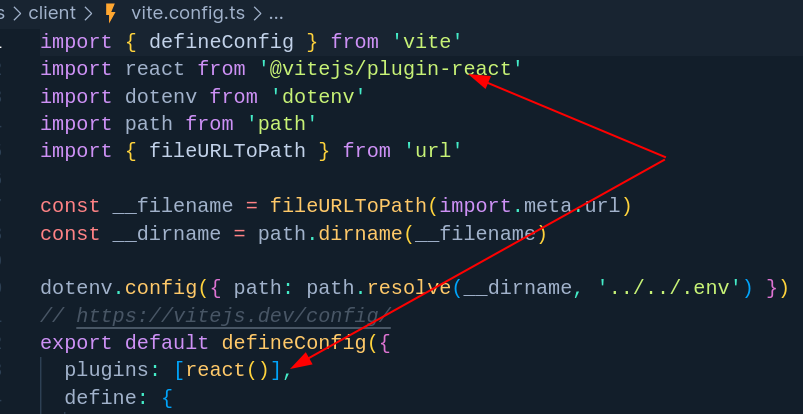 s > client > vite.config.ts > ...
import { defineConfig } from 'vite'
import react from '@vitejs/plugin-react'
import dotenv from 'dotenv'
import path from 'path'
import { fileURLToPath } from 'url'
const __filename = fileURLToPath(import.meta.url)
const __dirname = path.dirname(__filename)
dotenv.config({ path: path.resolve(__dirname, '../../.env') })
// https://vitejs.dev/config/
export default defineConfig({
plugins: [react()],
define: {